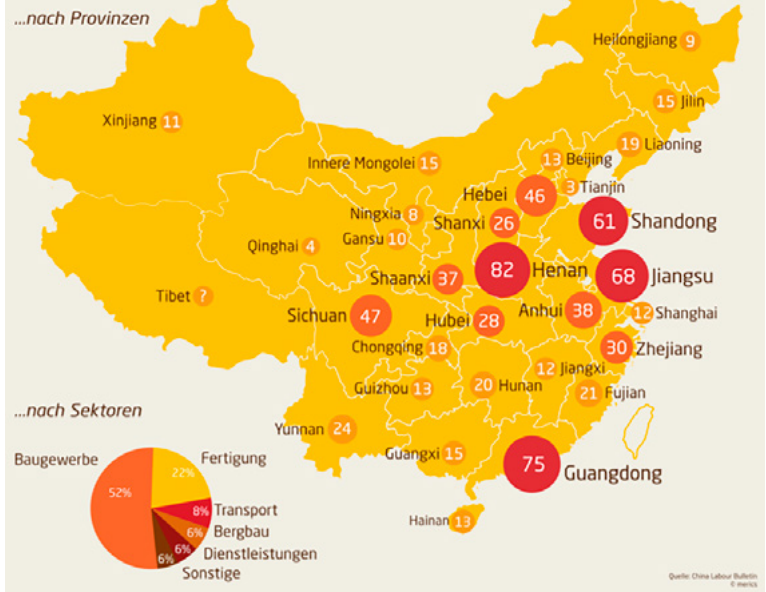 ...nach Provinzen
Heilongjiang 9
15 Jilin
Xinjiang 11
19 Liaoning
Innere Mongolei 15
13 Beijing
Hebei 46
3 Tianjin
Ningxia 8
Shanxi 26
61 Shandong
Gansu 10
Qinghai 4
Shaanxi 37
82 Henan
68 Jiangsu
Tibet ?
Sichuan 47
Hubei 28
Anhui 38
12 Shanghai
Chongqing 18
30 Zhejiang
12 Jiangxi
Guizhou 13
20 Hunan
21 Fujian
...nach Sektoren
Yunnan 24
Guangxi 15
75 Guangdong
Hainan 13
Baugewerbe
52%
Fertigung
22%
8% Transport
6% Bergbau
6% Dienstleistungen
6% Sonstige
Quelle: China Labour Bulletin
© merics